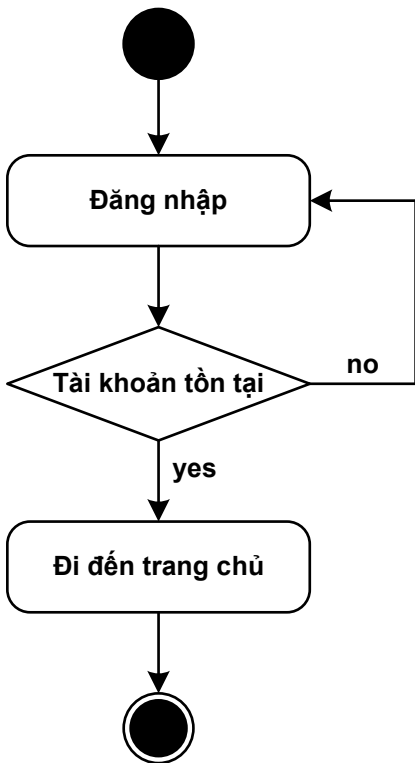 Đăng nhập
Tài khoản tồn tại
no
yes
Đi đến trang chủ